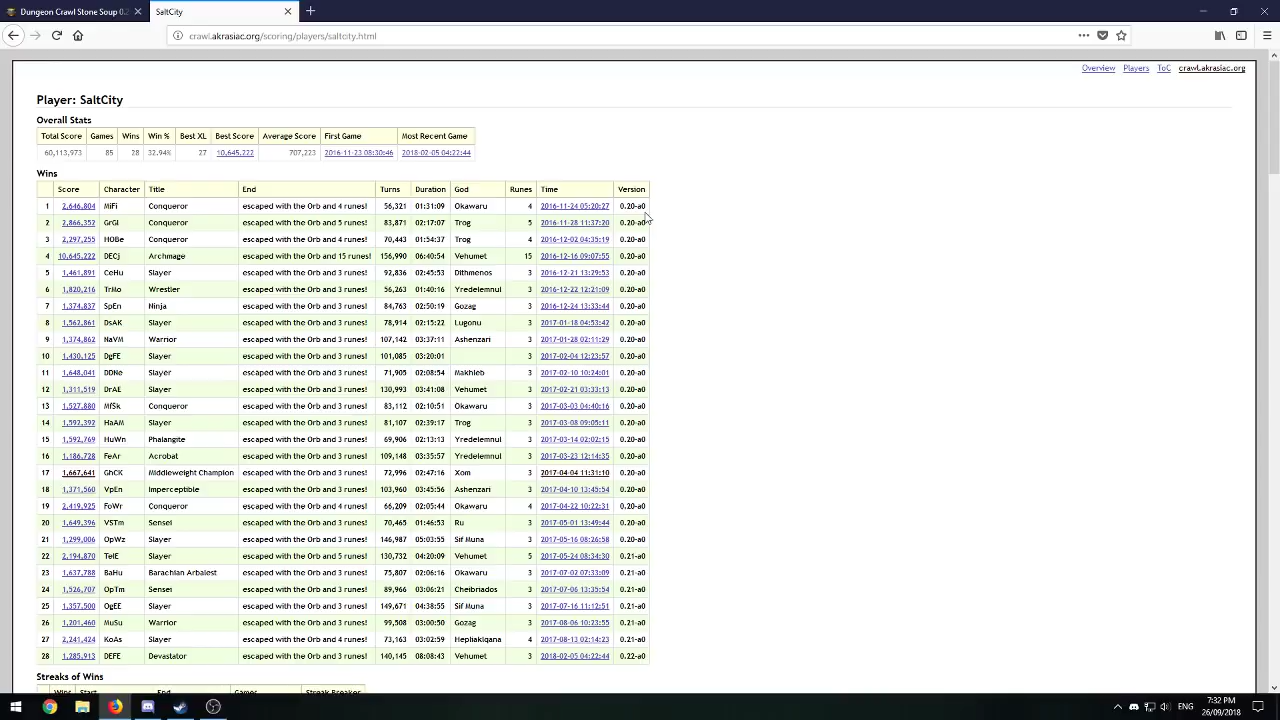 Dungeon Crawl Stone Soup 0.2
SaltCity
crawl.akrasiac.org/scoring/players/saltcity.html
Overview Players ToC crawl.akrasiac.org
Player: SaltCity
Overall Stats
Total Score Games Wins Win % Best XL Best Score Average Score First Game Most Recent Game
60,113,973 85 28 32.94% 27 10,645,222 707,223 2016-11-23 08:30:46 2018-02-05 04:22:44
Wins
Score Character Title End Turns Duration God Runes Time Version
1 2,646,804 MiFi Conqueror escaped with the Orb and 4 runes! 56,321 01:31:09 Okawaru 4 2016-11-24 05:20:27 0.20-a0
2 2,866,352 GrGl Conqueror escaped with the Orb and 5 runes! 83,871 02:17:07 Trog 5 2016-11-28 11:37:20 0.20-a0
3 2,297,255 HOBe Conqueror escaped with the Orb and 4 runes! 70,443 01:54:37 Trog 4 2016-12-02 04:35:19 0.20-a0
4 10,645,222 DECj Archmage escaped with the Orb and 15 runes! 156,990 06:40:54 Vehumet 15 2016-12-16 09:07:55 0.20-a0
5 1,461,891 CeHu Slayer escaped with the Orb and 3 runes! 92,836 02:45:53 Dithmenos 3 2016-12-21 13:29:53 0.20-a0
6 1,820,216 TrMo Wrestler escaped with the Orb and 3 runes! 56,263 01:40:16 Yredelemnul 3 2016-12-22 12:21:09 0.20-a0
7 1,374,837 SpEn Ninja escaped with the Orb and 3 runes! 84,763 02:50:19 Gozag 3 2016-12-24 13:33:44 0.20-a0
8 1,562,861 DsAK Slayer escaped with the Orb and 3 runes! 78,914 02:15:22 Lugonu 3 2017-01-18 04:53:42 0.20-a0
9 1,374,862 NaVM Warrior escaped with the Orb and 3 runes! 107,142 03:37:11 Ashenzari 3 2017-01-28 02:11:29 0.20-a0
10 1,430,125 DgFE Slayer escaped with the Orb and 3 runes! 101,085 03:20:01 3 2017-02-04 12:23:57 0.20-a0
11 1,648,041 DDNe Slayer escaped with the Orb and 3 runes! 71,905 02:08:54 Makhleb 3 2017-02-10 10:24:01 0.20-a0
12 1,311,519 DrAE Slayer escaped with the Orb and 3 runes! 130,993 03:41:08 Vehumet 3 2017-02-21 03:33:13 0.20-a0
13 1,527,880 MfSk Conqueror escaped with the Orb and 3 runes! 83,112 02:10:51 Okawaru 3 2017-03-03 04:40:16 0.20-a0
14 1,592,392 HaAM Slayer escaped with the Orb and 3 runes! 81,107 02:39:17 Trog 3 2017-03-08 09:05:11 0.20-a0
15 1,592,769 HuWn Phalangite escaped with the Orb and 3 runes! 69,906 02:13:13 Yredelemnul 3 2017-03-14 02:02:15 0.20-a0
16 1,186,728 FeAr Acrobat escaped with the Orb and 3 runes! 109,148 03:35:57 Yredelemnul 3 2017-03-23 12:14:35 0.20-a0
17 1,667,641 GhCK Middleweight Champion escaped with the Orb and 3 runes! 72,996 02:47:16 Xom 3 2017-04-04 11:31:10 0.20-a0
18 1,371,560 VpEn Imperceptible escaped with the Orb and 3 runes! 103,960 03:45:56 Ashenzari 3 2017-04-10 13:45:54 0.20-a0
19 2,419,925 FoWr Conqueror escaped with the Orb and 4 runes! 66,209 02:05:44 Okawaru 4 2017-04-22 10:22:31 0.20-a0
20 1,649,396 VSTm Sensei escaped with the Orb and 3 runes! 70,465 01:46:53 Ru 3 2017-05-01 13:49:44 0.20-a0
21 1,299,006 OpWz Slayer escaped with the Orb and 3 runes! 146,987 05:03:55 Sif Muna 3 2017-05-16 08:26:58 0.20-a0
22 2,194,870 TeIE Slayer escaped with the Orb and 5 runes! 130,732 04:20:09 Vehumet 5 2017-05-24 08:34:30 0.21-a0
23 1,637,788 BaHu Barachian Arbalest escaped with the Orb and 3 runes! 75,807 02:06:16 Okawaru 3 2017-07-02 07:33:09 0.21-a0
24 1,526,707 OpTm Sensei escaped with the Orb and 3 runes! 89,966 03:06:21 Cheibriados 3 2017-07-06 13:35:54 0.21-a0
25 1,357,500 OgEE Slayer escaped with the Orb and 3 runes! 149,671 04:38:55 Sif Muna 3 2017-07-16 11:12:51 0.21-a0
26 1,201,460 MuSu Warrior escaped with the Orb and 3 runes! 99,508 03:00:50 Gozag 3 2017-08-06 10:23:55 0.21-a0
27 2,241,424 KoAs Slayer escaped with the Orb and 4 runes! 73,163 03:02:59 Hepliaklqana 4 2017-08-13 02:14:23 0.21-a0
28 1,285,913 DEFE Devastator escaped with the Orb and 3 runes! 140,145 08:08:43 Vehumet 3 2018-02-05 04:22:44 0.22-a0
Streaks of Wins
Wins Start End Games Streak Breaker
ENG
7:32 PM
26/09/2018